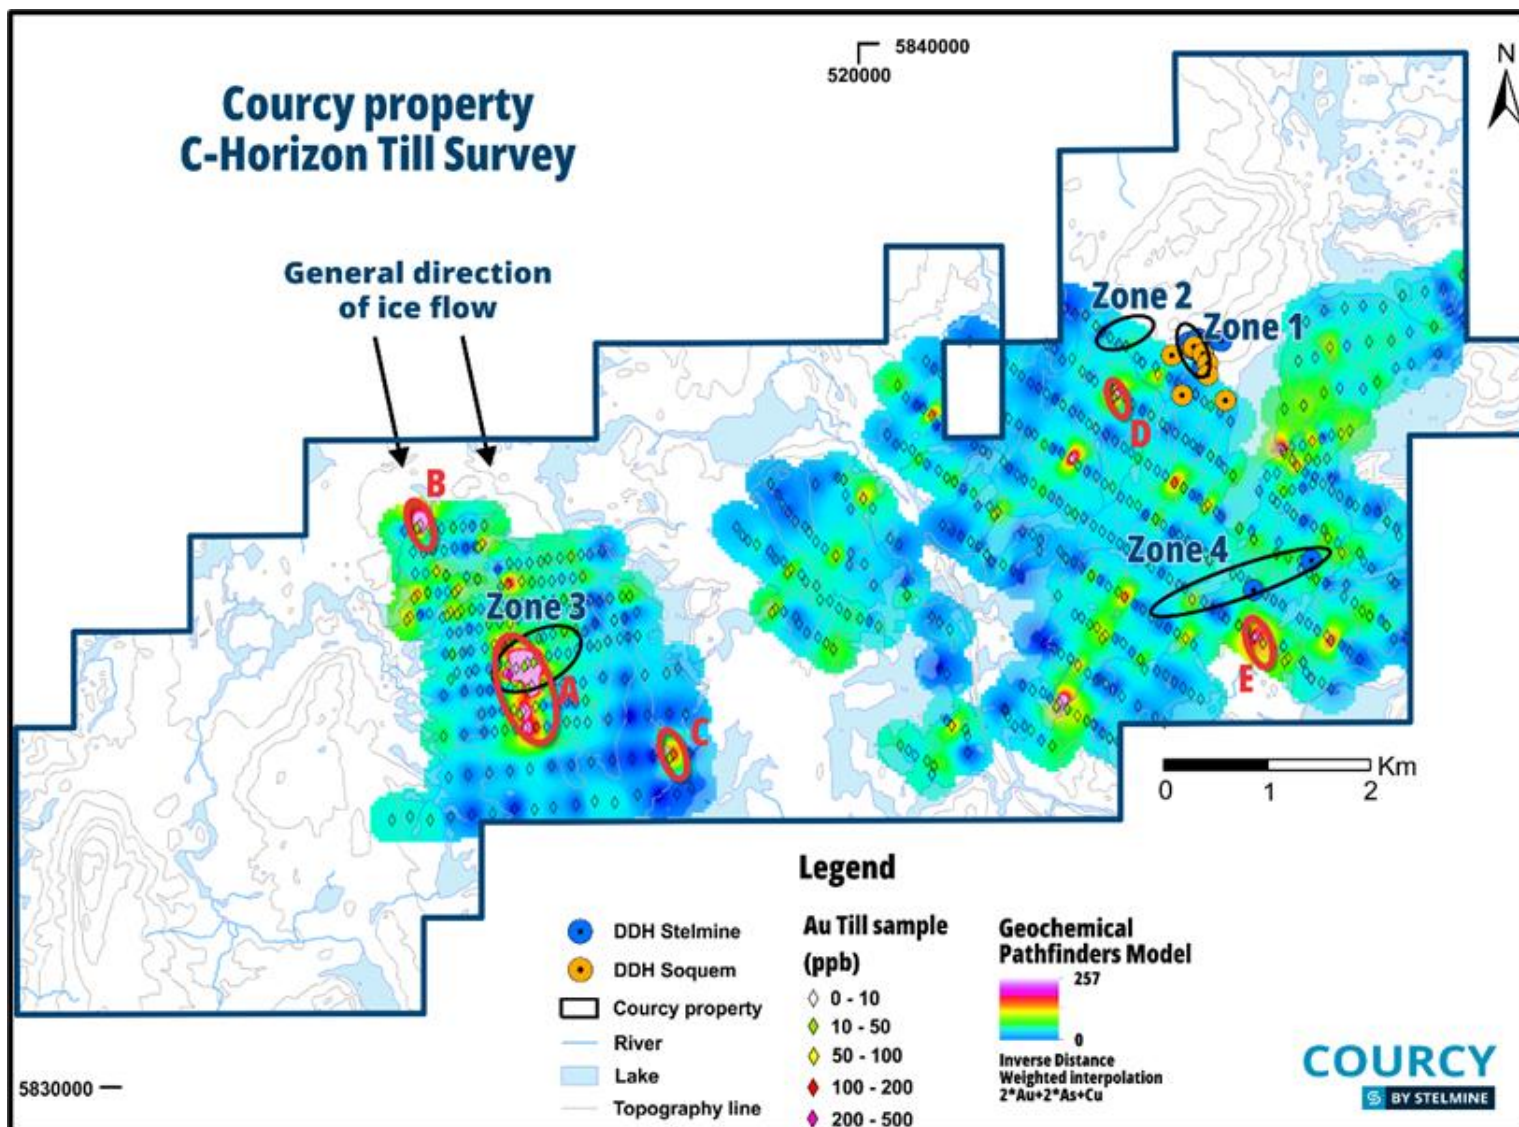 5840000
520000
N
Courcy property
C-Horizon Till Survey
General direction
of ice flow
Zone 2
Zone 1
D
B
Zone 4
Zone 3
A
E
C
Km
0 1 2
Legend
DDH Stelmine
DDH Soquem
Courcy property
River
Lake
Topography line
Au Till sample
(ppb)
0 - 10
10 - 50
50 - 100
100 - 200
200 - 500
Geochemical
Pathfinders Model
257
0
Inverse Distance
Weighted interpolation
2*Au+2*As+Cu
5830000
COURCY
S BY STELMINE